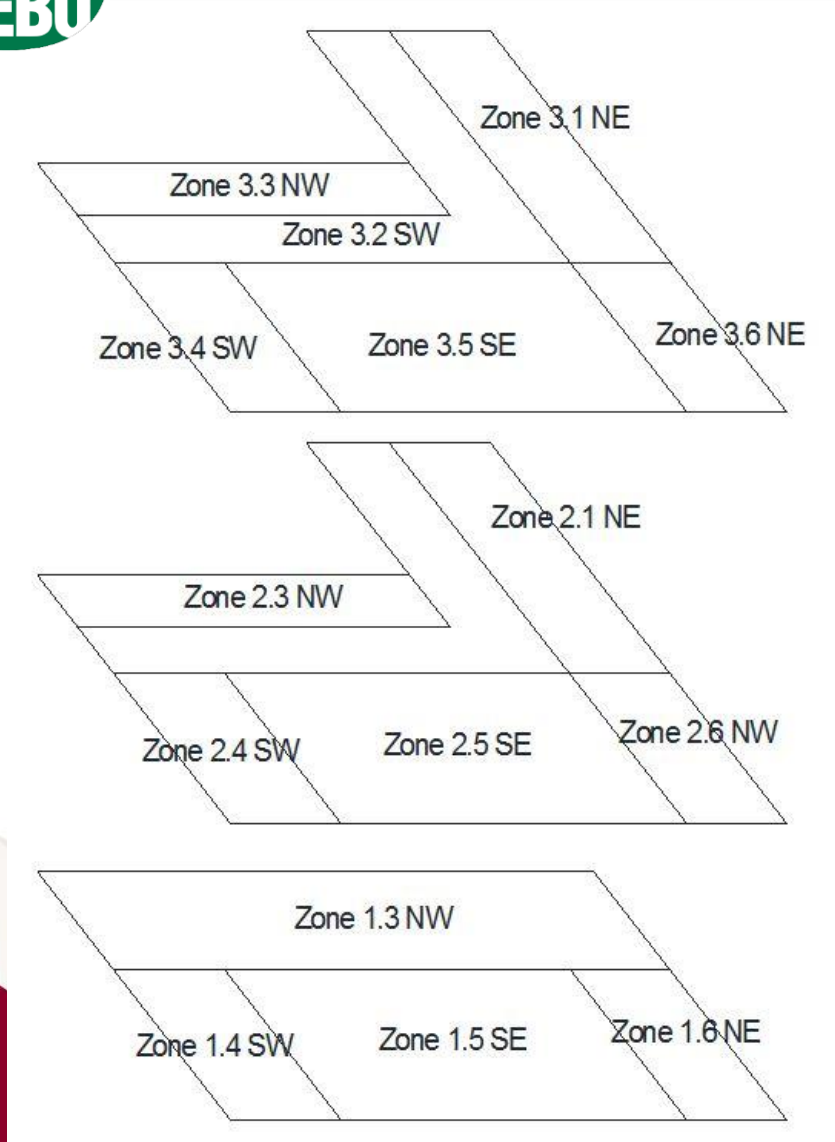 EBU
Zone 3.1 NE
Zone 3.3 NW
Zone 3.2 SW
Zone 3.4 SW
Zone 3.5 SE
Zone 3.6 NE
Zone 2.1 NE
Zone 2.3 NW
Zone 2.4 SW
Zone 2.5 SE
Zone 2.6 NW
Zone 1.3 NW
Zone 1.4 SW
Zone 1.5 SE
Zone 1.6 NE